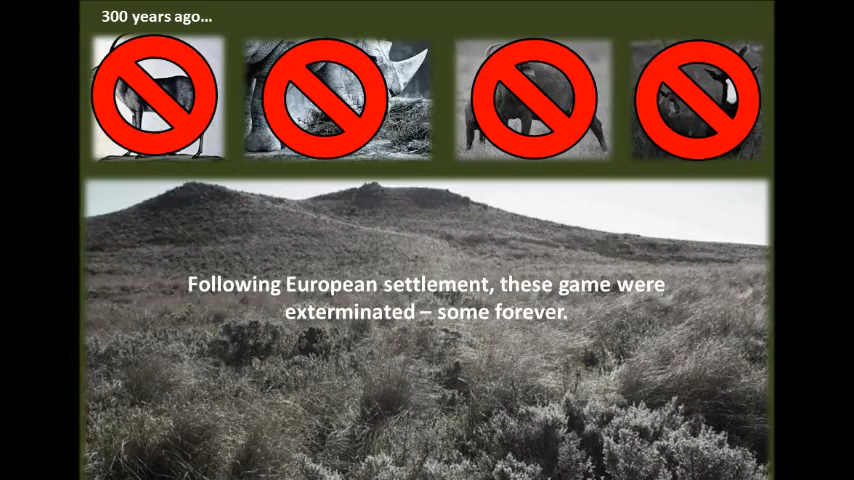 300 years ago…
Following European settlement, these game were
exterminated – some forever.